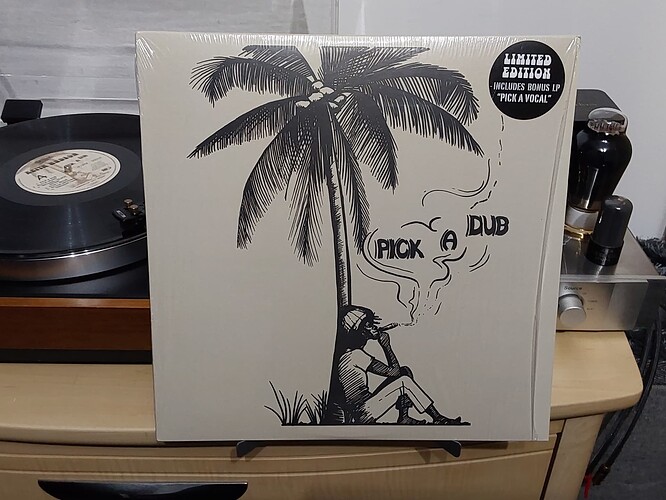 LIMITED
EDITION
-INCLUDES BONUS LP
"PICK A VOCAL"
PICK A DUB
A